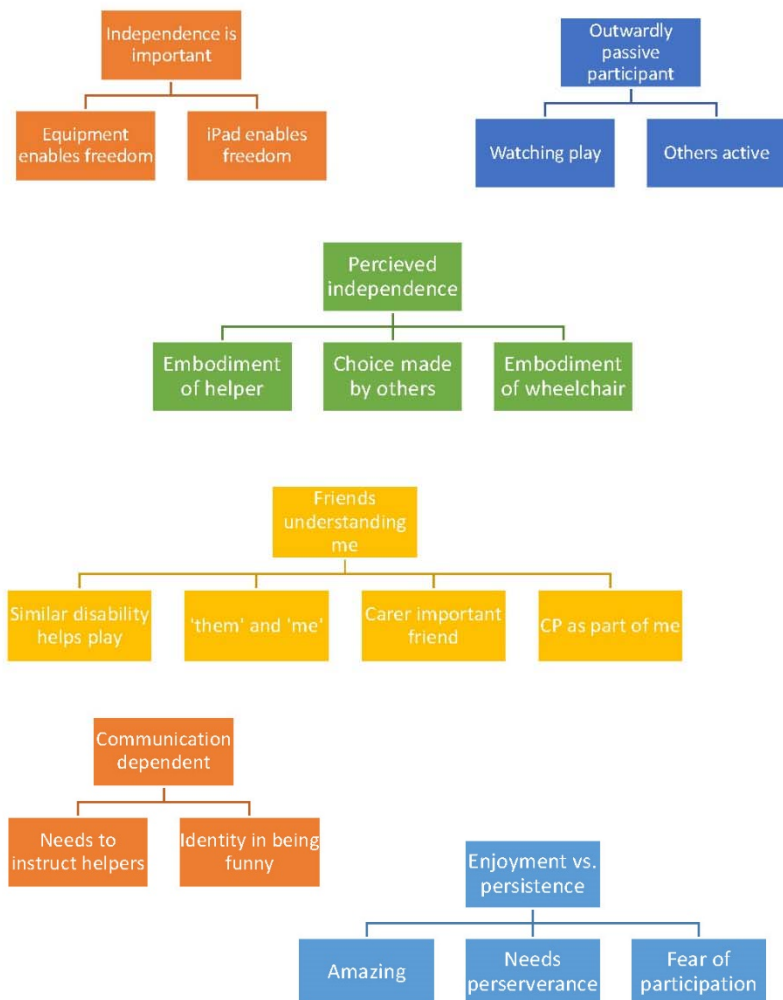 Independence is
important
Equipment
enables freedom
iPad enables
freedom
Outwardly
passive
participant
Watching play
Others active
Percieved
independence
Embodiment
of helper
Choice made
by others
Embodiment
of wheelchair
Friends
understanding
me
Similar disability
helps play
'them' and 'me'
Carer important
friend
CP as part of me
Communication
dependent
Needs to
instruct helpers
Identity in being
funny
Enjoyment vs.
persistence
Amazing
Needs
perserverance
Fear of
participation